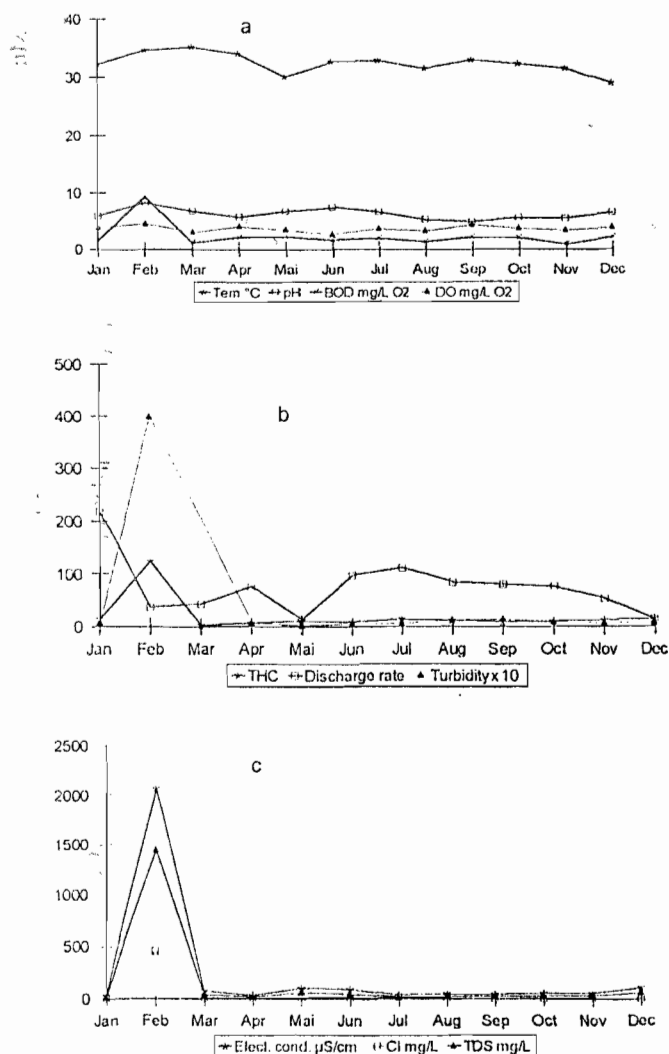 a
40
30
20
10
0
Jan Feb Mar Apr Mai Jun Jul Aug Sep Oct Nov Dec
Tem °C pH BOD mg/L O2 DO mg/L O2
500
b
400
300
200
100
0
Jan Feb Mar Apr Mai Jun Jul Aug Sep Oct Nov Dec
THC Discharge rate Turbidity x 10
2500
c
2000
1500
1000
500
0
Jan Feb Mar Apr Mai Jun Jul Aug Sep Oct Nov Dec
Elect. cond. µS/cm Cl mg/L TDS mg/L